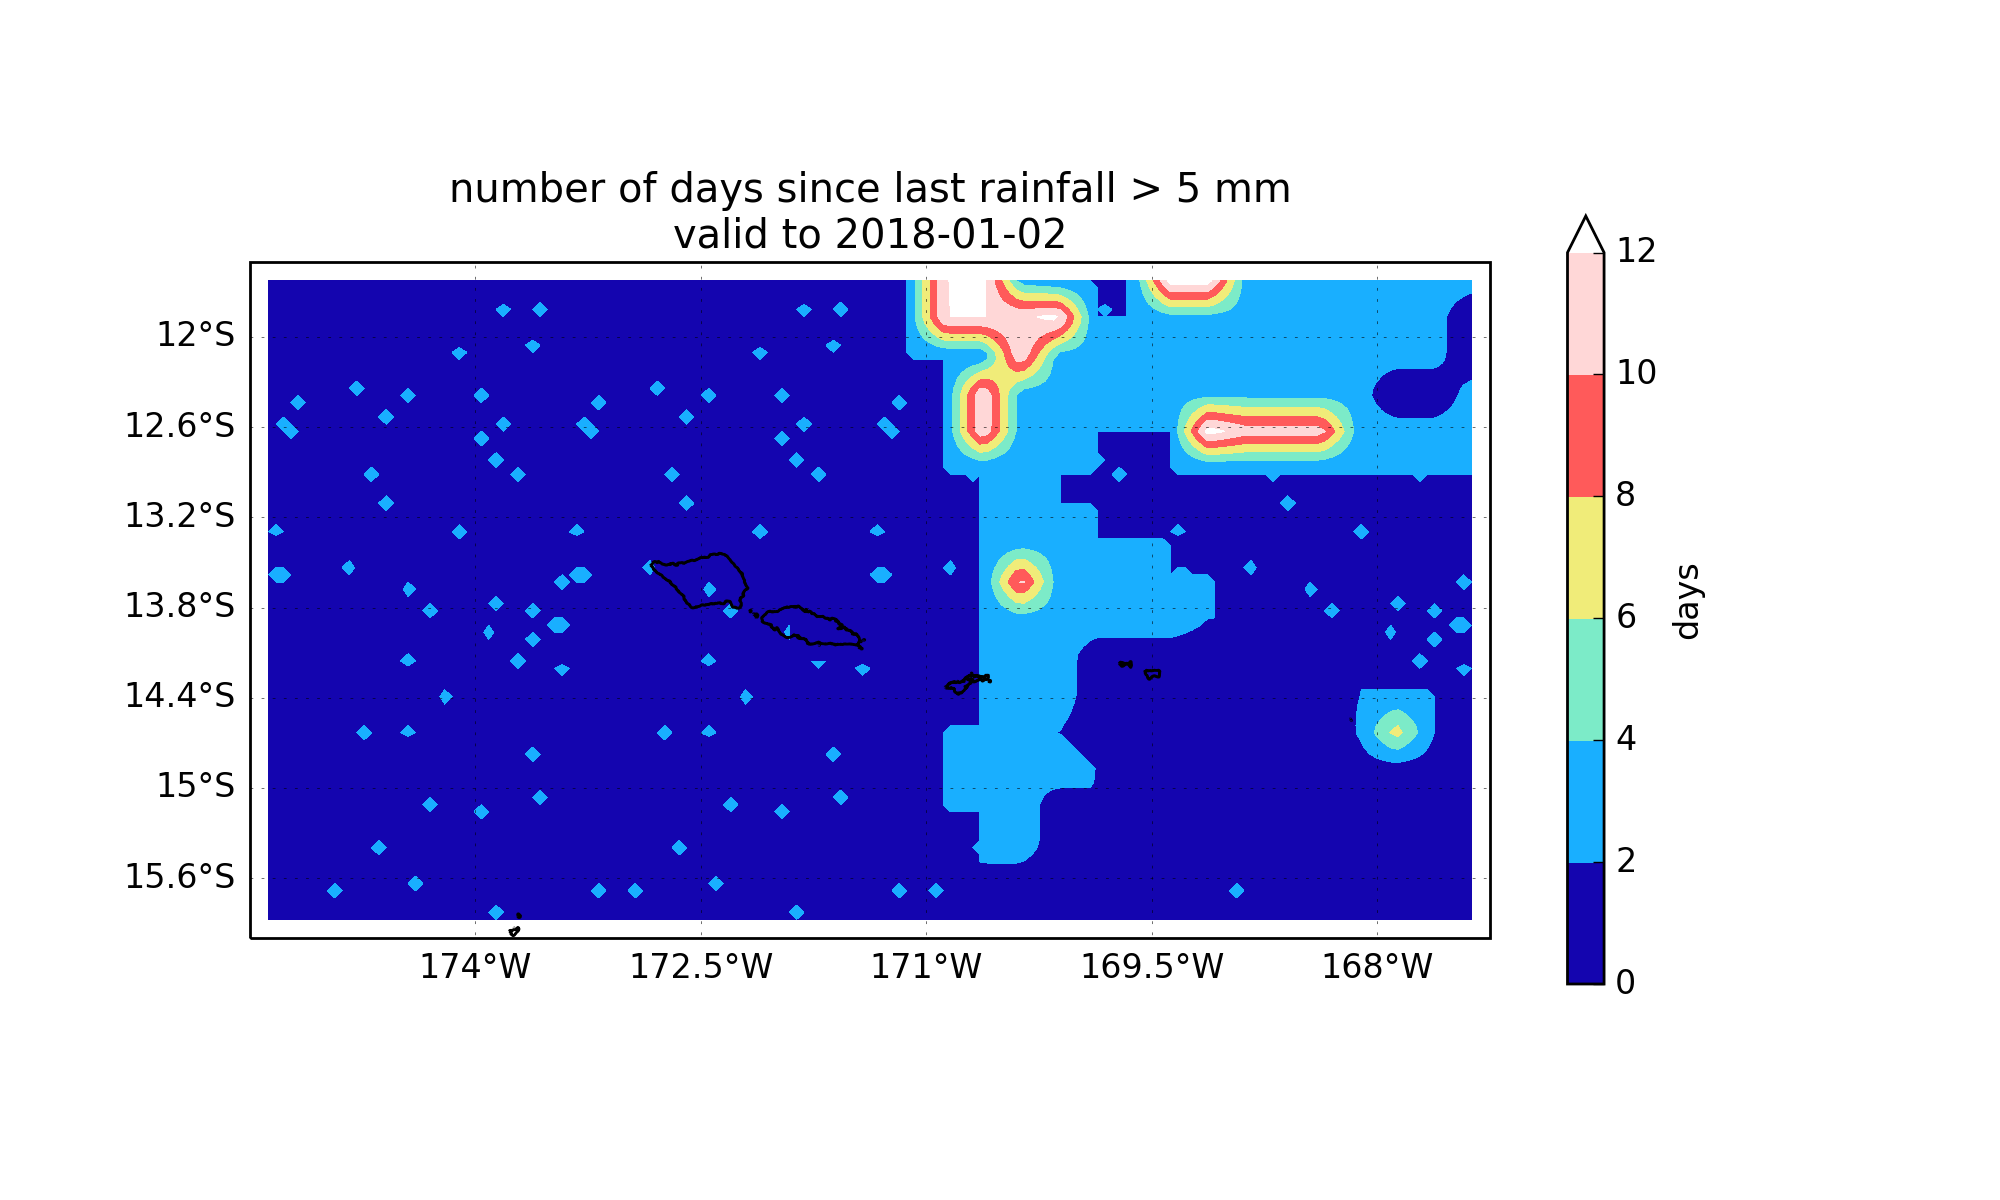 number of days since last rainfall > 5 mm
valid to 2018-01-02
12°S
12.6°S
13.2°S
13.8°S
14.4°S
15°S
15.6°S
174°W 172.5°W 171°W 169.5°W 168°W
12
10
8
6
4
2
0
days